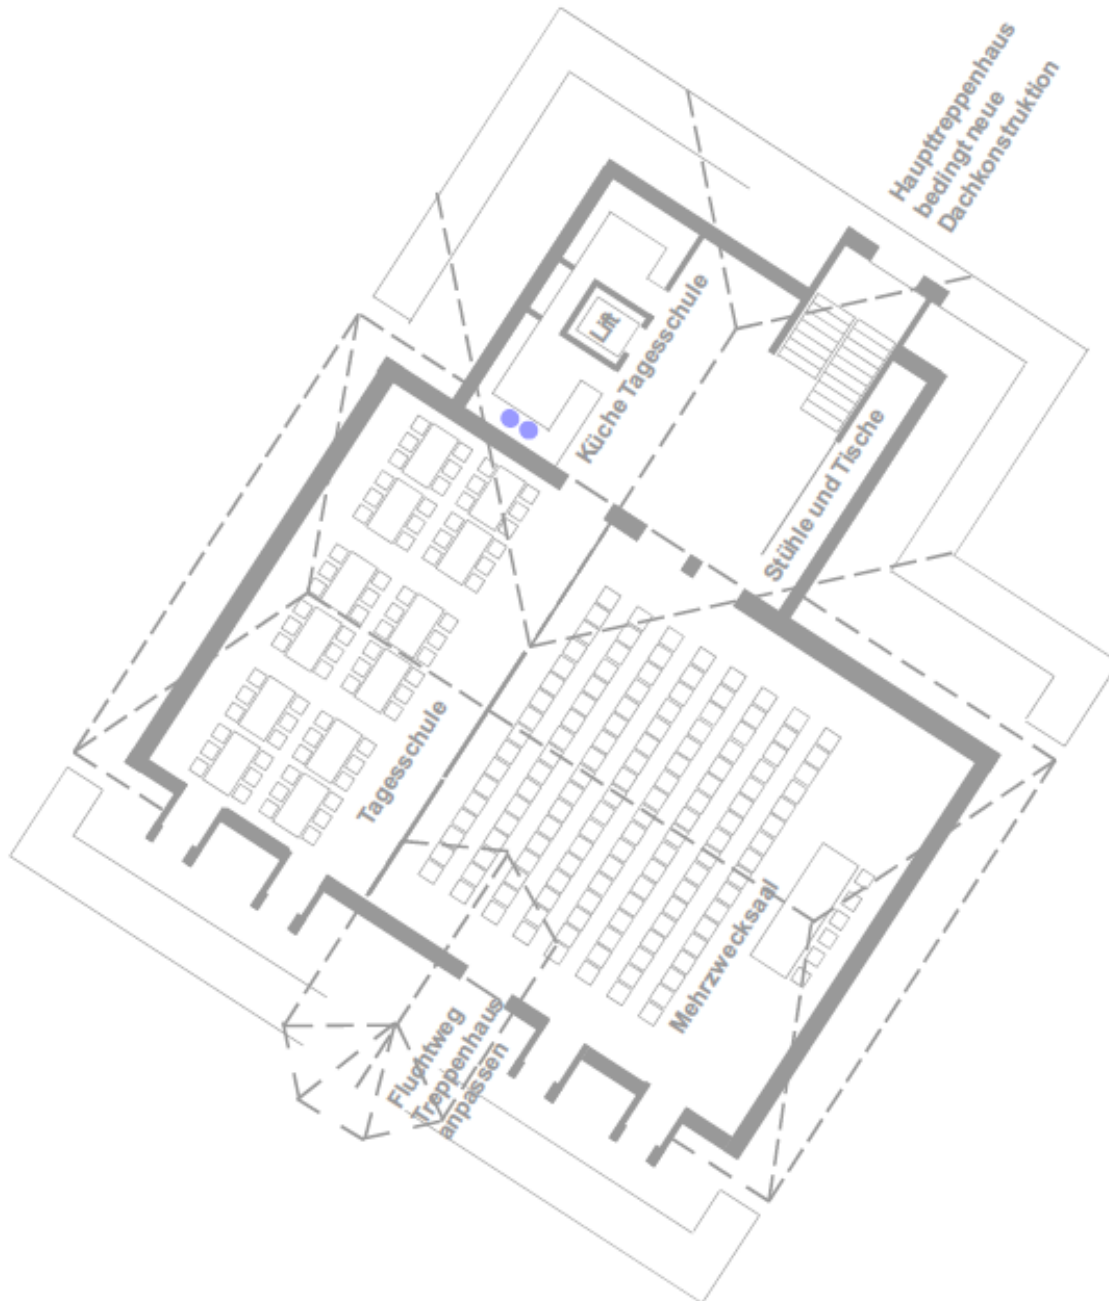 Haupttreppenhaus
bedingt neue
Dachkonstruktion
Lift
Küche Tagesschule
Stühle und Tische
Tagesschule
Mehrzwecksaal
Fluchtweg
Treppenhaus
anpassen